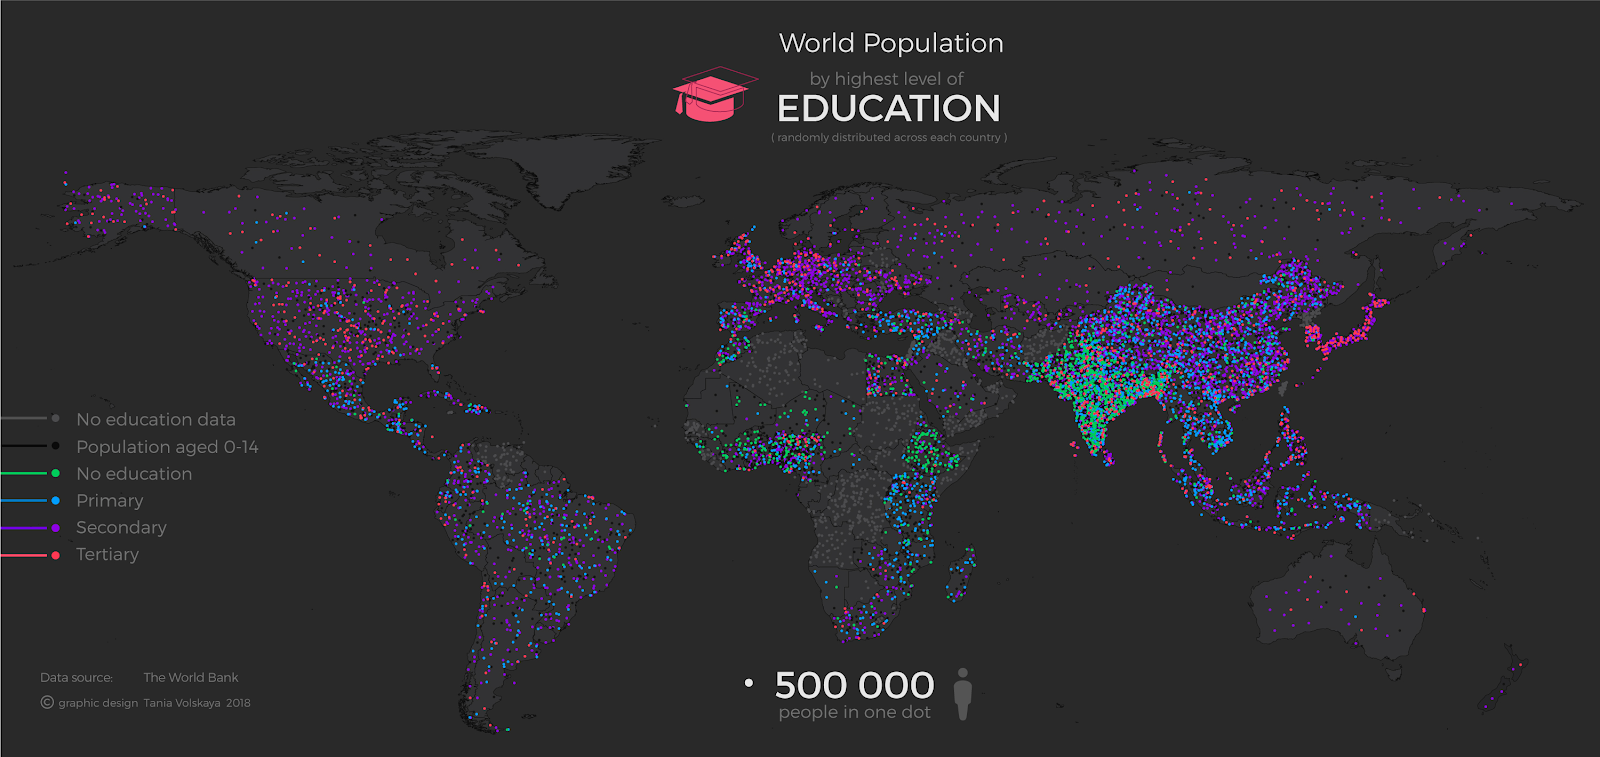 World Population
by highest level of
EDUCATION
( randomly distributed across each country )
No education data
Population aged 0-14
No education
Primary
Secondary
Tertiary
Data source: The World Bank
© graphic design Tania Volskaya 2018
500 000
people in one dot